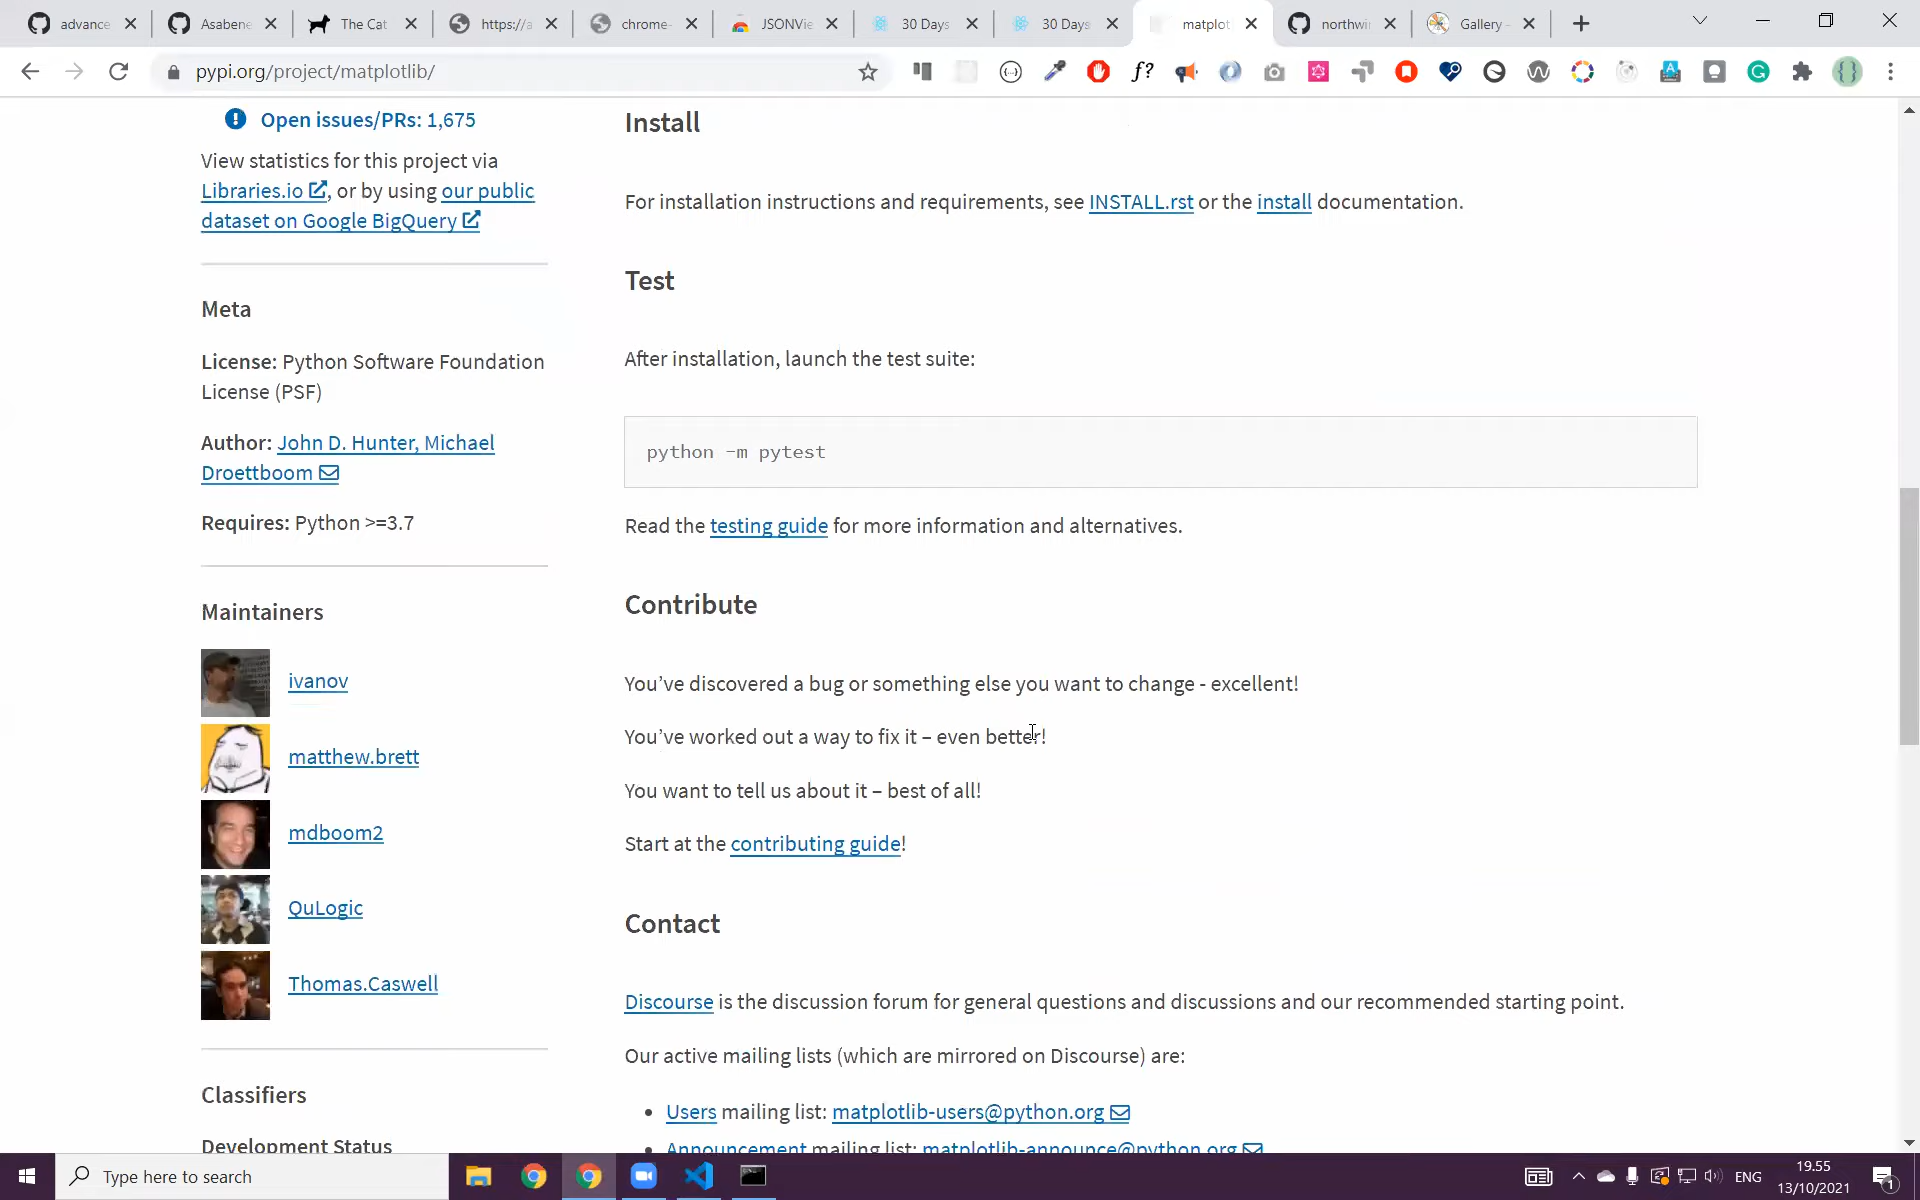 advance
Asabene
The Cat
https://a
chrome-
JSONVie
30 Days
30 Days
matplot
northwi
Gallery -
pypi.org/project/matplotlib/
Open issues/PRs: 1,675
View statistics for this project via
Libraries.io, or by using our public
dataset on Google BigQuery
Meta
License: Python Software Foundation
License (PSF)
Author: John D. Hunter, Michael
Droettboom
Requires: Python >=3.7
Maintainers
ivanov
matthew.brett
mdboom2
QuLogic
Thomas.Caswell
Classifiers
Development Status
Install
For installation instructions and requirements, see INSTALL.rst or the install documentation.
Test
After installation, launch the test suite:
python -m pytest
Read the testing guide for more information and alternatives.
Contribute
You’ve discovered a bug or something else you want to change - excellent!
You’ve worked out a way to fix it – even better!
You want to tell us about it – best of all!
Start at the contributing guide!
Contact
Discourse is the discussion forum for general questions and discussions and our recommended starting point.
Our active mailing lists (which are mirrored on Discourse) are:
Users mailing list: matplotlib-users@python.org
Announcement mailing list: matplotlib-announce@python.org
Type here to search
ENG
19.55
13/10/2021
1